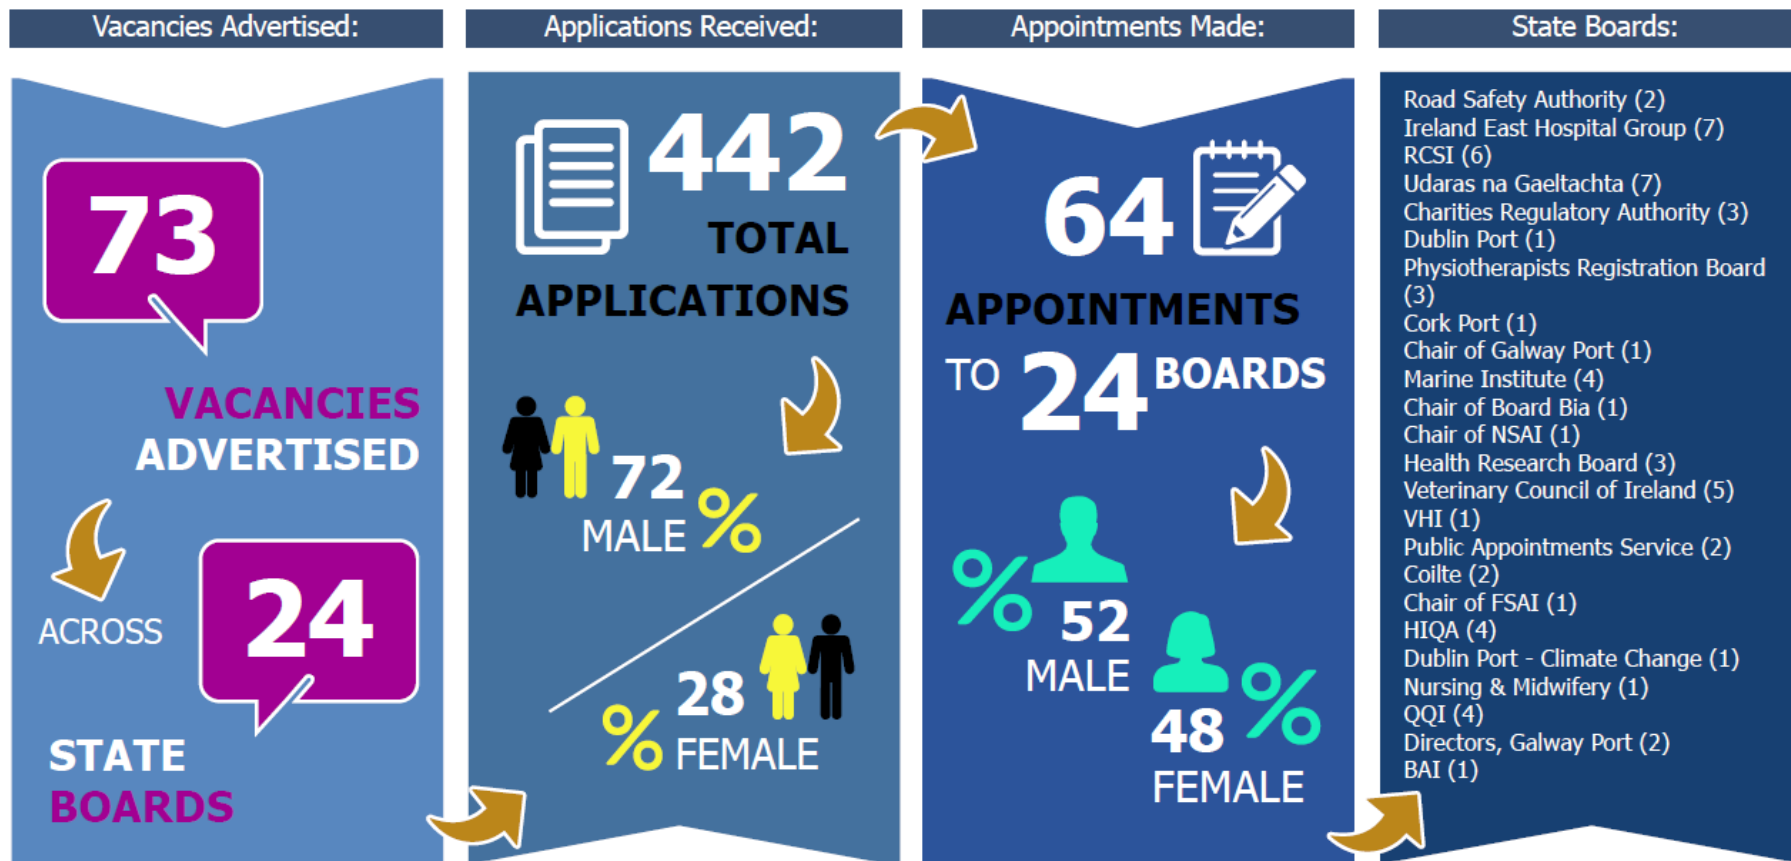 Vacancies Advertised:
73
VACANCIES
ADVERTISED
ACROSS
24
STATE
BOARDS
Applications Received:
442
TOTAL
APPLICATIONS
72
MALE %
28
% FEMALE
Appointments Made:
64
APPOINTMENTS
TO 24 BOARDS
%
52
MALE
%
48
FEMALE
State Boards:
Road Safety Authority (2)
Ireland East Hospital Group (7)
RCSI (6)
Udaras na Gaeltachta (7)
Charities Regulatory Authority (3)
Dublin Port (1)
Physiotherapists Registration Board
(3)
Cork Port (1)
Chair of Galway Port (1)
Marine Institute (4)
Chair of Board Bia (1)
Chair of NSAI (1)
Health Research Board (3)
Veterinary Council of Ireland (5)
VHI (1)
Public Appointments Service (2)
Coilte (2)
Chair of FSAI (1)
HIQA (4)
Dublin Port - Climate Change (1)
Nursing & Midwifery (1)
QQI (4)
Directors, Galway Port (2)
BAI (1)